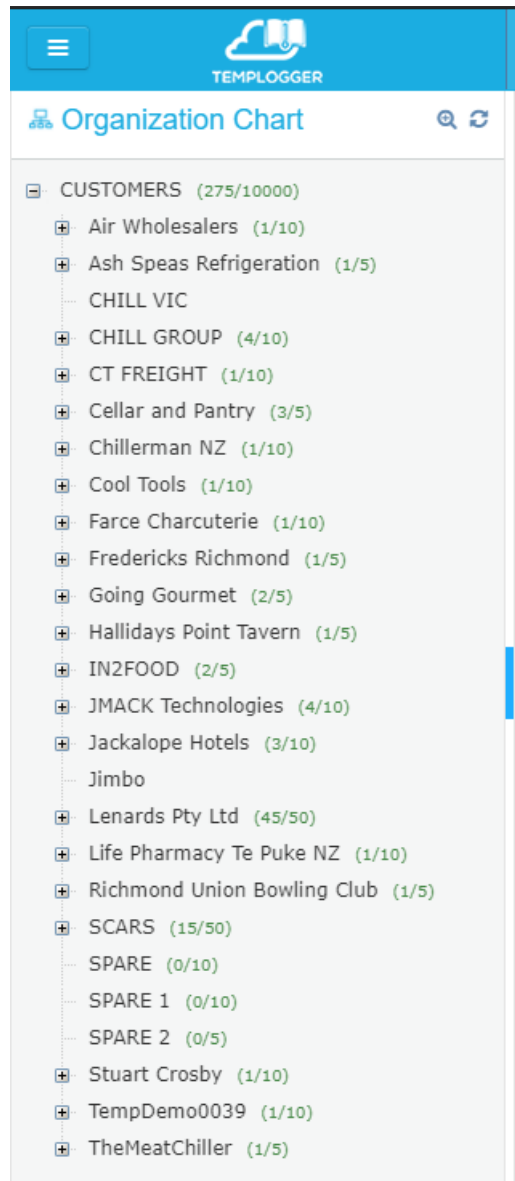 TEMPLOGGER
Organization Chart
CUSTOMERS (275/10000)
Air Wholesalers (1/10)
Ash Speas Refrigeration (1/5)
CHILL VIC
CHILL GROUP (4/10)
CT FREIGHT (1/10)
Cellar and Pantry (3/5)
Chillerman NZ (1/10)
Cool Tools (1/10)
Farce Charcuterie (1/10)
Fredericks Richmond (1/5)
Going Gourmet (2/5)
Hallidays Point Tavern (1/5)
IN2FOOD (2/5)
JMACK Technologies (4/10)
Jackalope Hotels (3/10)
Jimbo
Lenards Pty Ltd (45/50)
Life Pharmacy Te Puke NZ (1/10)
Richmond Union Bowling Club (1/5)
SCARS (15/50)
SPARE (0/10)
SPARE 1 (0/10)
SPARE 2 (0/5)
Stuart Crosby (1/10)
TempDemo0039 (1/10)
TheMeatChiller (1/5)